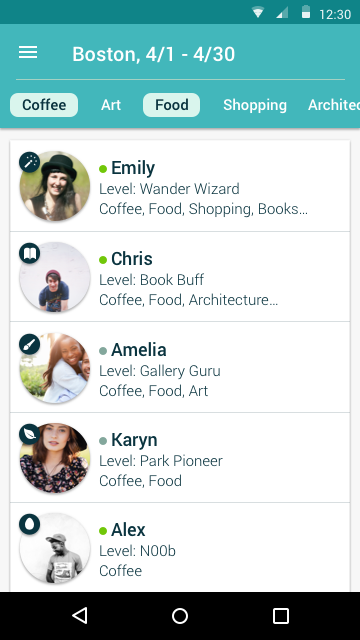 12:30
Boston, 4/1 - 4/30
Coffee Art Food Shopping Architec
Emily
Level: Wander Wizard
Coffee, Food, Shopping, Books...
Chris
Level: Book Buff
Coffee, Food, Architecture...
Amelia
Level: Gallery Guru
Coffee, Food, Art
Karyn
Level: Park Pioneer
Coffee, Food
Alex
Level: N00b
Coffee